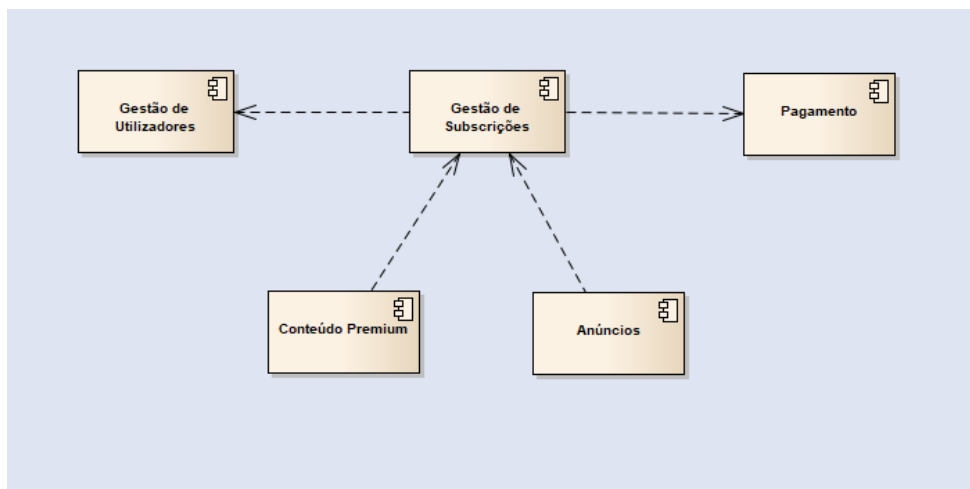 Gestão de
Utilizadores
Gestão de
Subscrições
Pagamento
Conteúdo Premium
Anúncios